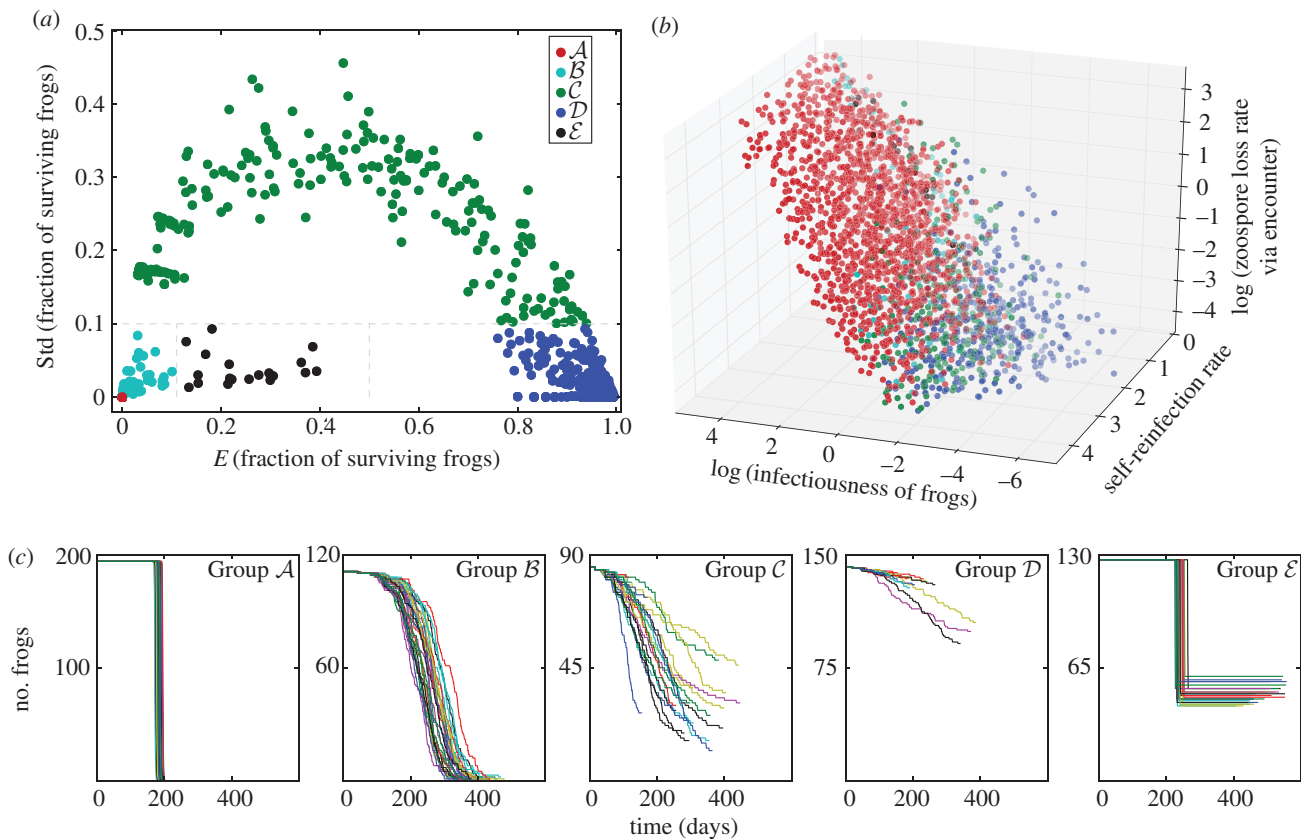 (a)
0.5
0.4
0.3
0.2
0.1
0
Std (fraction of surviving frogs)
0 0.2 0.4 0.6 0.8 1.0
E (fraction of surviving frogs)
𝒜
ℬ
𝒞
𝒟
ℰ
(b)
3
2
1
0
−1
−2
−3
−4
log (zoospore loss rate
via encounter)
0
1
2
3
4
self-reinfection rate
4 2 0 −2 −4 −6
log (infectiousness of frogs)
(c)
no. frogs
200
100
Group 𝒜
0 200 400
120
60
Group ℬ
0 200 400
90
45
Group 𝒞
0 200 400
150
75
Group 𝒟
0 200 400
130
65
Group ℰ
0 200 400
time (days)